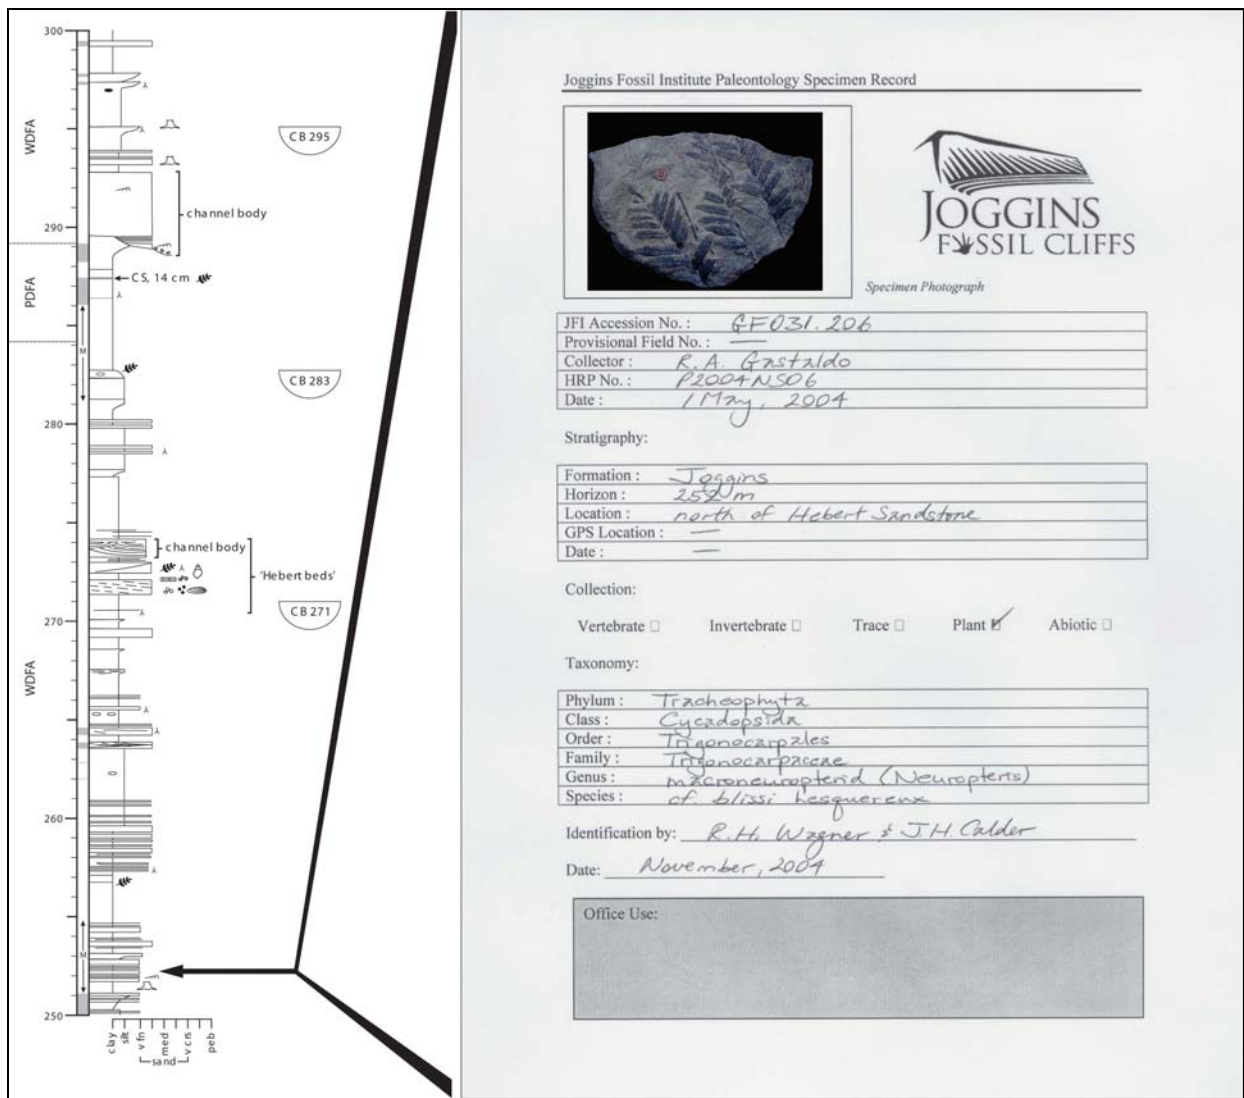 300
WDFA
CB 295
290
channel body
CS, 14 cm
PDFA
M
CB 283
280
channel body
'Hebert beds'
CB 271
270
WDFA
260
M
250
clay
silt
v fn
med
v crs
peb
sand
Joggins Fossil Institute Paleontology Specimen Record
JOGGINS
FOSSIL CLIFFS
Specimen Photograph
JFI Accession No. : GF031.206
Provisional Field No. : —
Collector : R.A. Gastaldo
HRP No. : P2004NS06
Date : 1 May, 2004
Stratigraphy:
Formation : Joggins
Horizon : 252 m
Location : north of Hebert Sandstone
GPS Location : —
Date : —
Collection:
Vertebrate □ Invertebrate □ Trace □ Plant ☑ Abiotic □
Taxonomy:
Phylum : Tracheophyta
Class : Cycadopsida
Order : Trigonocarpales
Family : Trigonocarpaceae
Genus : macroneuropterid (Neuropteris)
Species : cf. blissi Lesquereux
Identification by: R.H. Wagner & J.H. Calder
Date: November, 2004
Office Use: